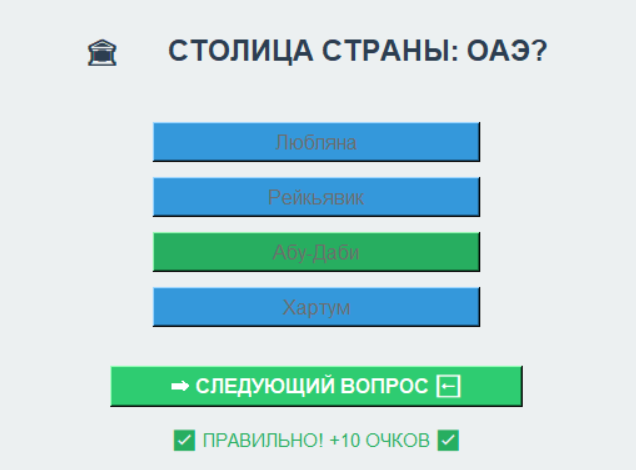 СТОЛИЦА СТРАНЫ: ОАЭ?
Любляна
Рейкьявик
Абу-Даби
Хартум
➡ СЛЕДУЮЩИЙ ВОПРОС ⬅
✅ ПРАВИЛЬНО! +10 ОЧКОВ ✅